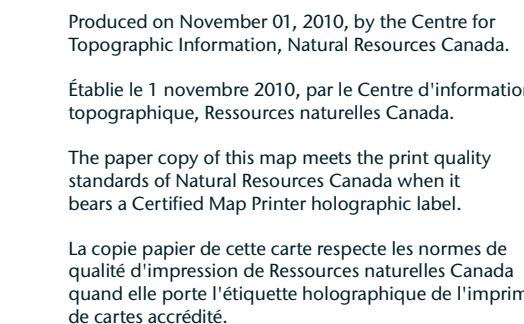 Produced on November 01, 2010, by the Centre for
Topographic Information, Natural Resources Canada.
Établie le 1 novembre 2010, par le Centre d'informatio
topographique, Ressources naturelles Canada.
The paper copy of this map meets the print quality
standards of Natural Resources Canada when it
bears a Certified Map Printer holographic label.
La copie papier de cette carte respecte les normes de
qualité d'impression de Ressources naturelles Canada
quand elle porte l'étiquette holographique de l'imprim
de cartes accrédité.